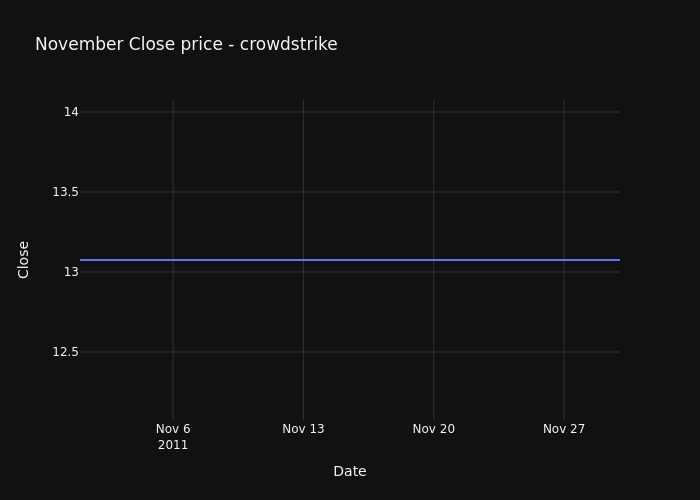 November Close price - crowdstrike
14
13.5
13
12.5
Close
Nov 6
2011
Nov 13
Nov 20
Nov 27
Date